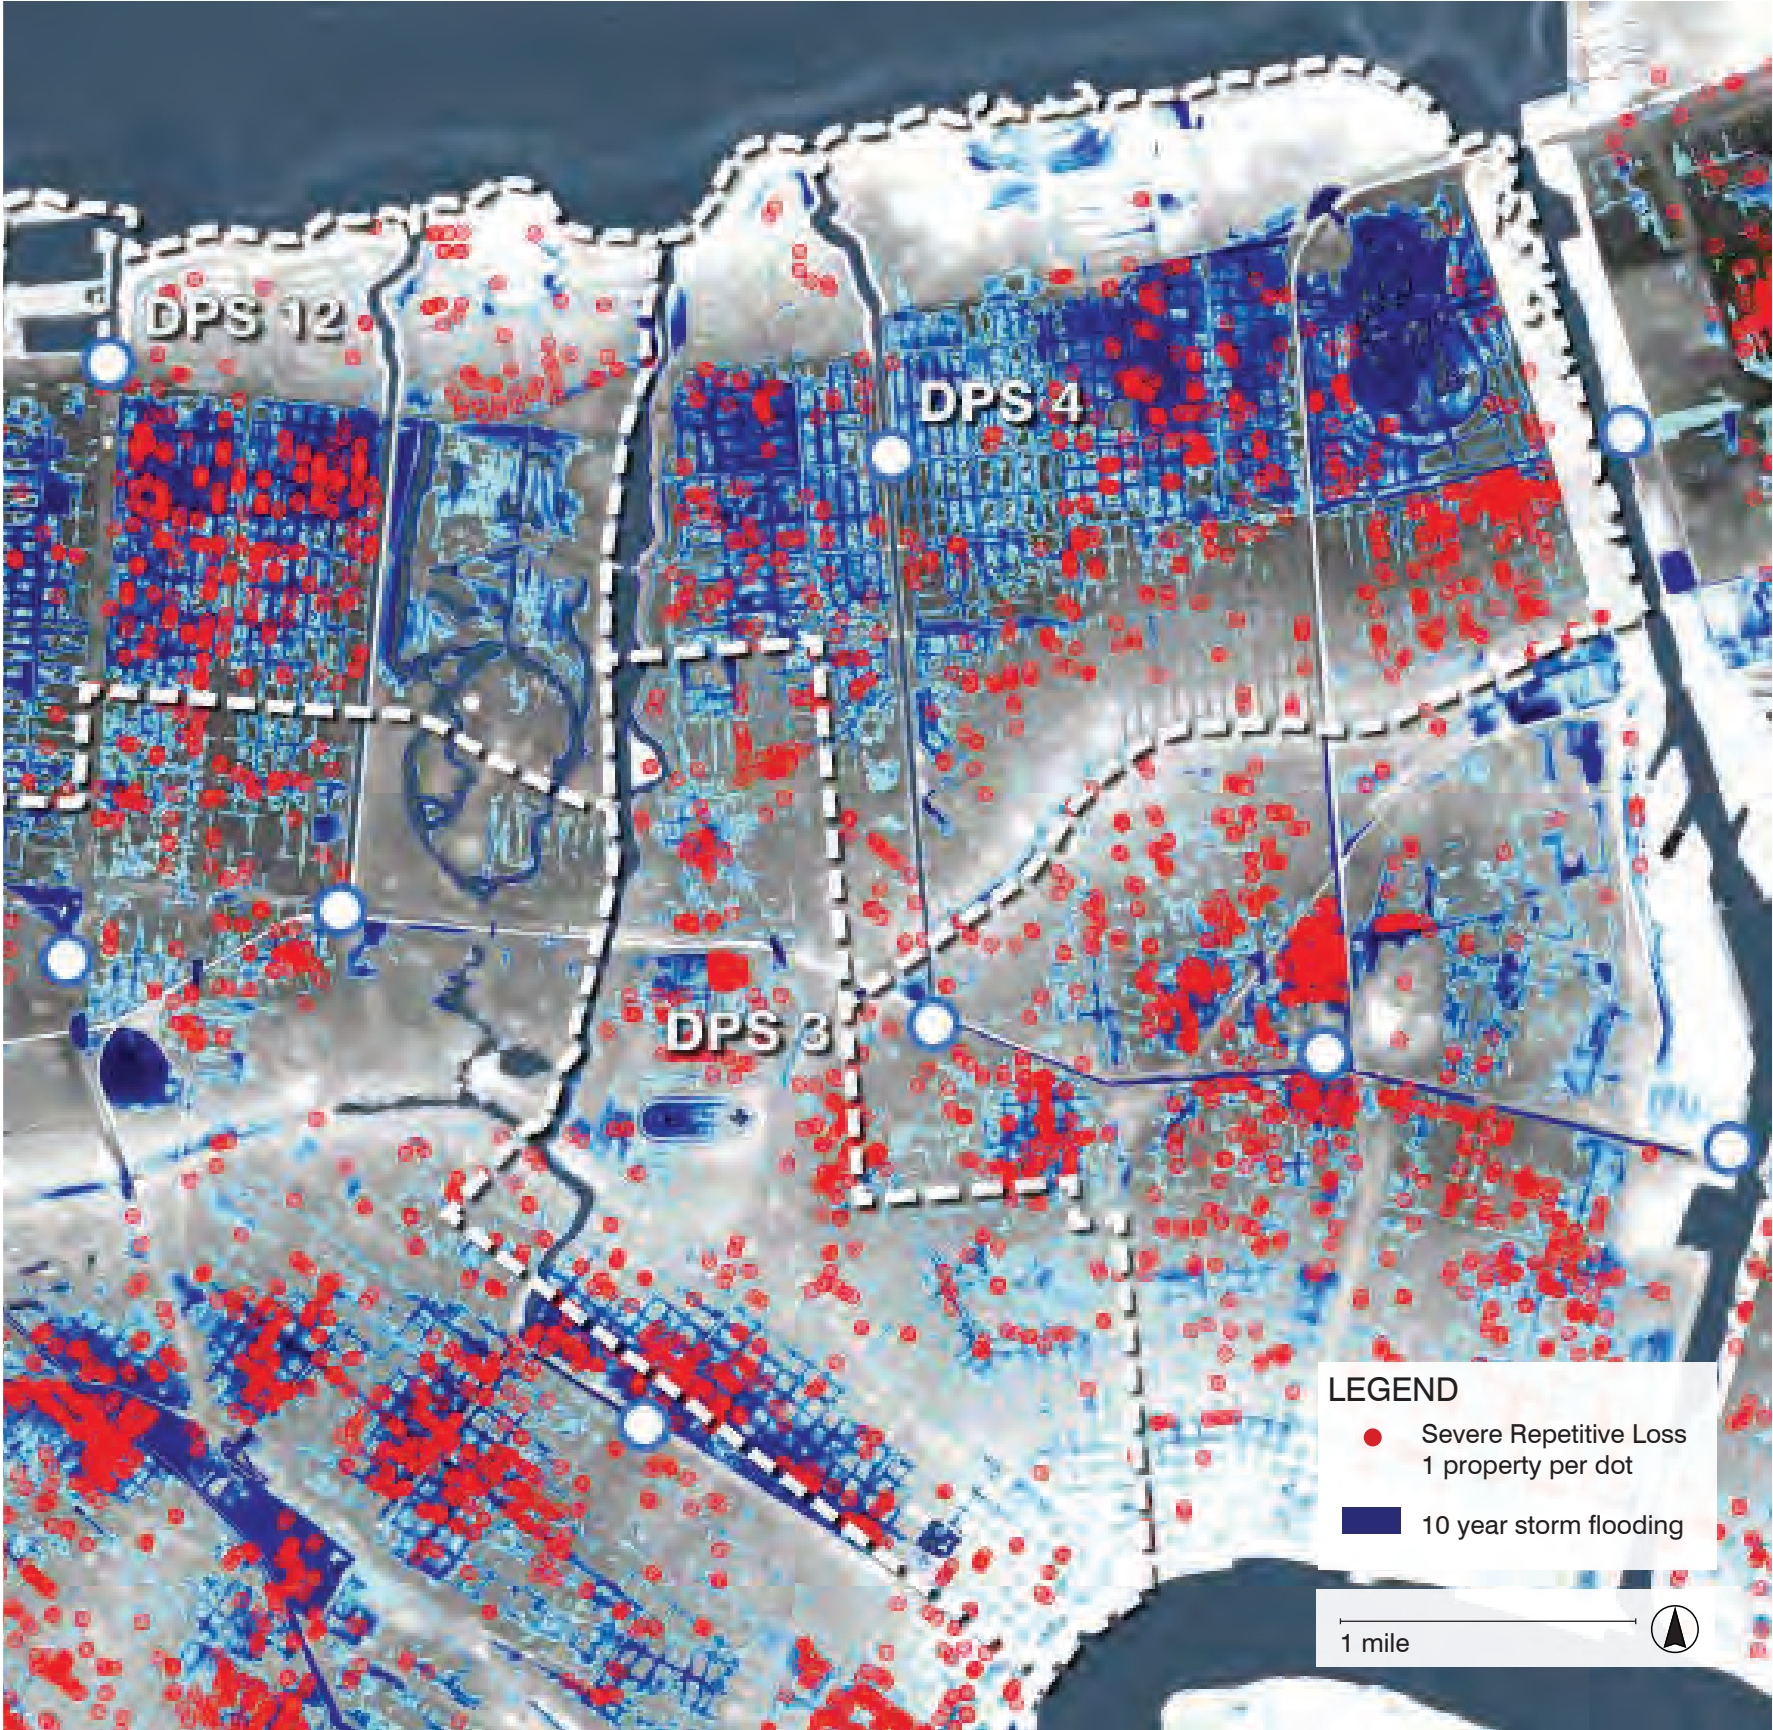 DPS 12
DPS 4
DPS 3
LEGEND
Severe Repetitive Loss
1 property per dot
10 year storm flooding
1 mile